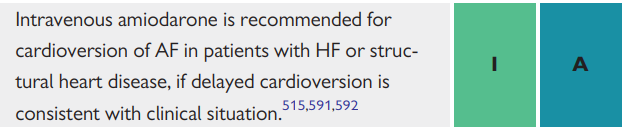 Intravenous amiodarone is recommended for
cardioversion of AF in patients with HF or struc-
tural heart disease, if delayed cardioversion is
consistent with clinical situation.515,591,592
I
A